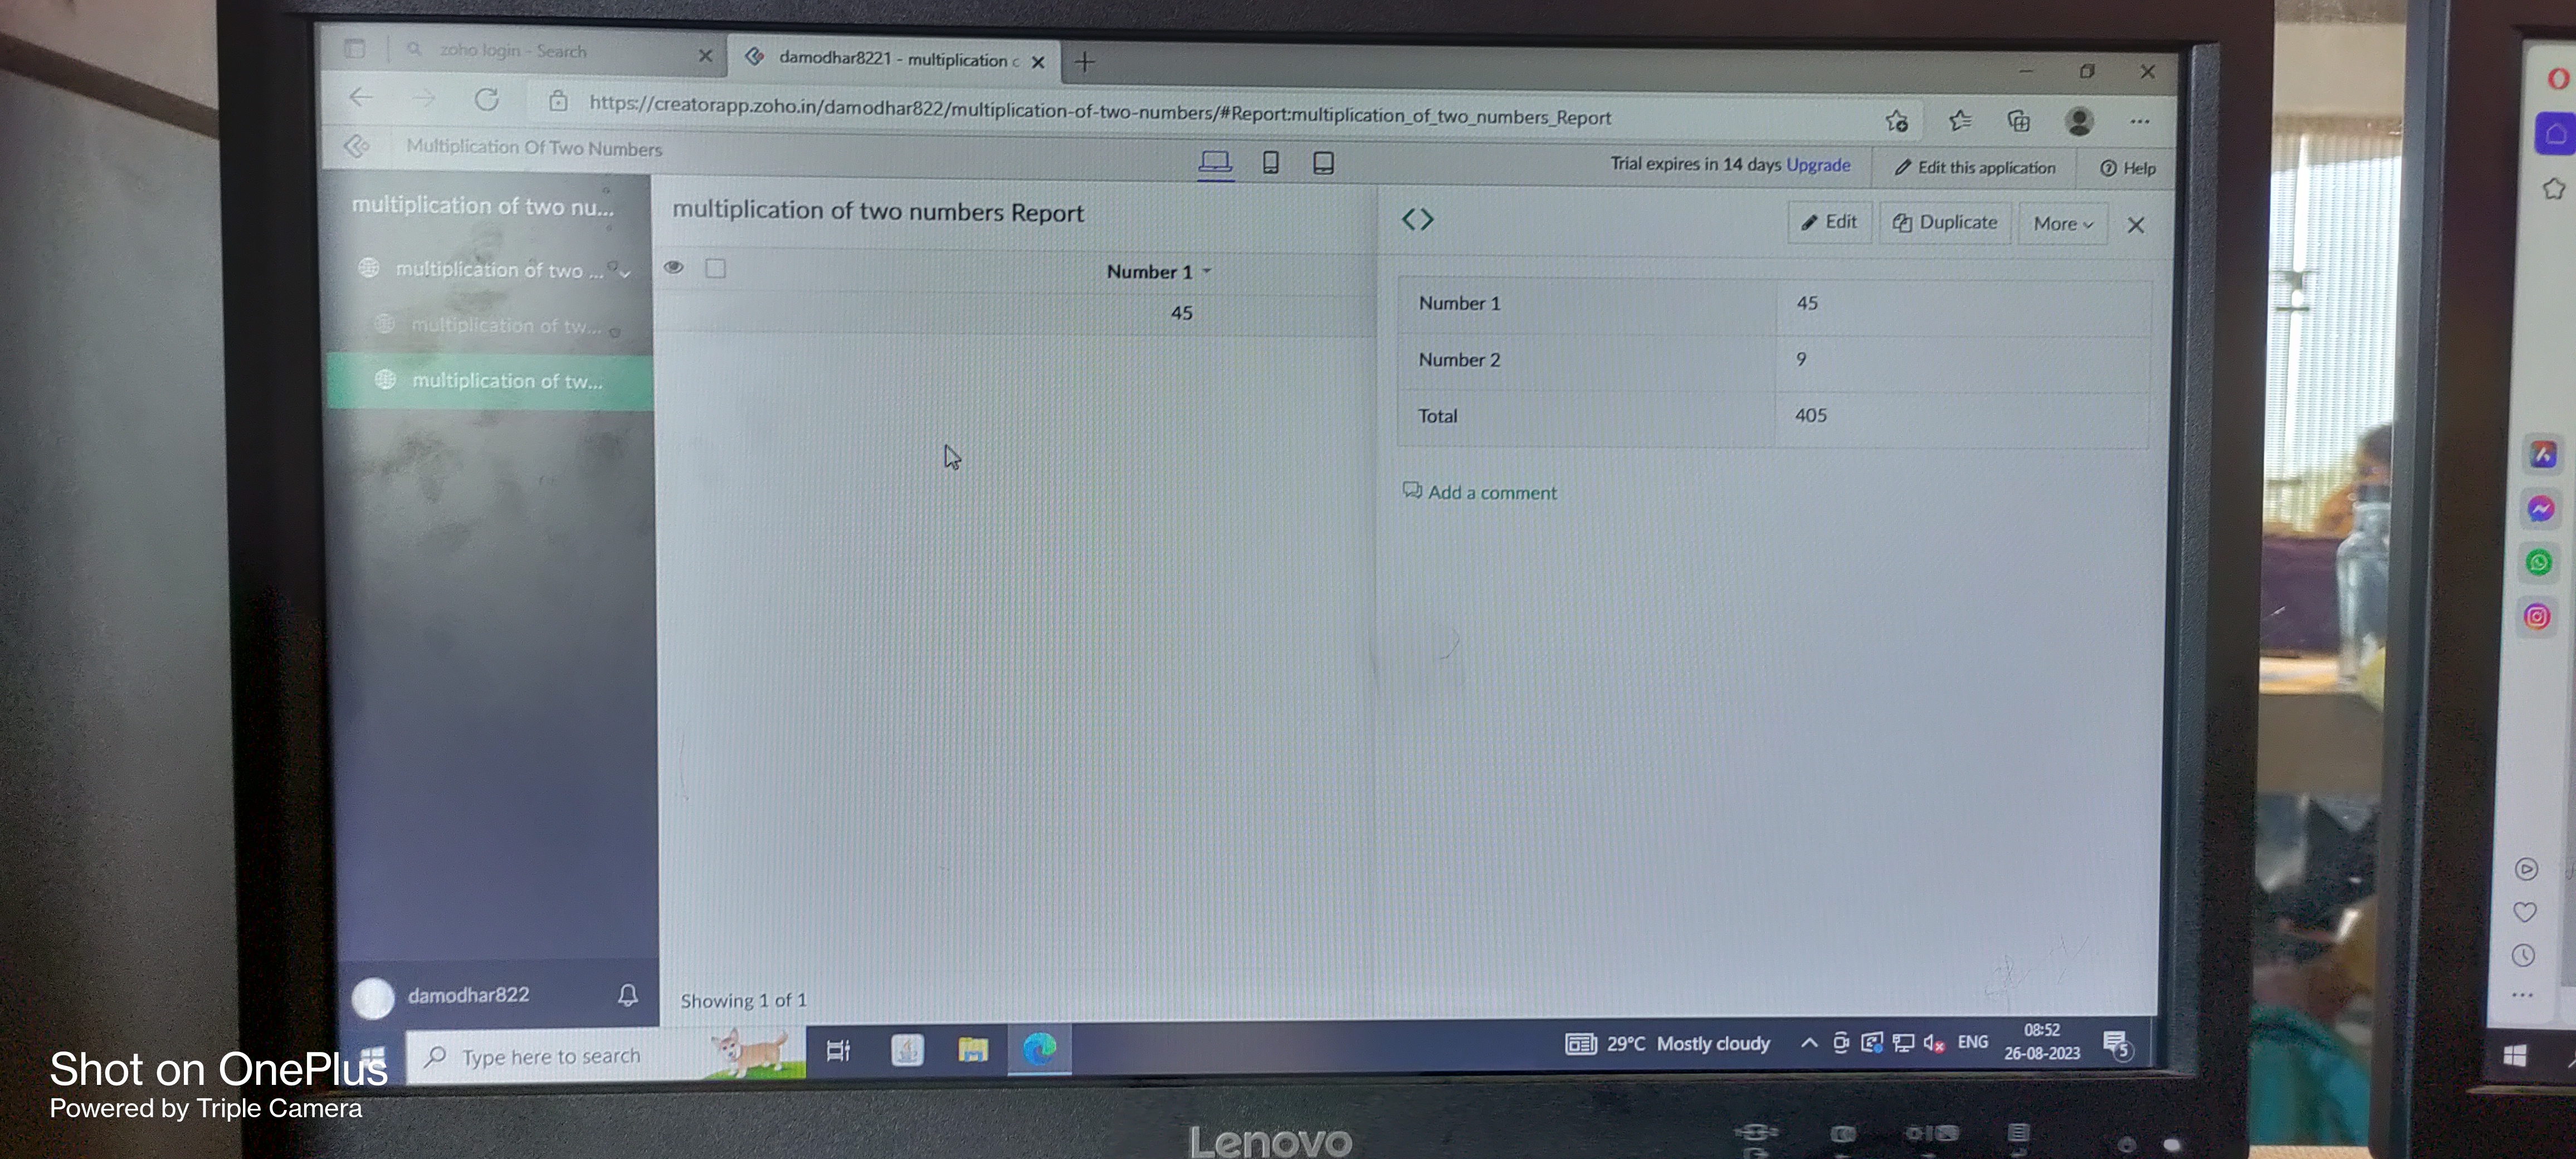 zoho login - Search
damodhar8221 - multiplication
https://creatorapp.zoho.in/damodhar822/multiplication-of-two-numbers/#Report:multiplication_of_two_numbers_Report
Multiplication Of Two Numbers
Trial expires in 14 days Upgrade
Edit this application
Help
multiplication of two nu...
multiplication of two ...
multiplication of tw...
multiplication of tw...
damodhar822
multiplication of two numbers Report
Number 1
45
Showing 1 of 1
Edit
Duplicate
More
Number 1 45
Number 2 9
Total 405
Add a comment
Type here to search
29°C Mostly cloudy
ENG
08:52
26-08-2023
5
Lenovo
Shot on OnePlus
Powered by Triple Camera